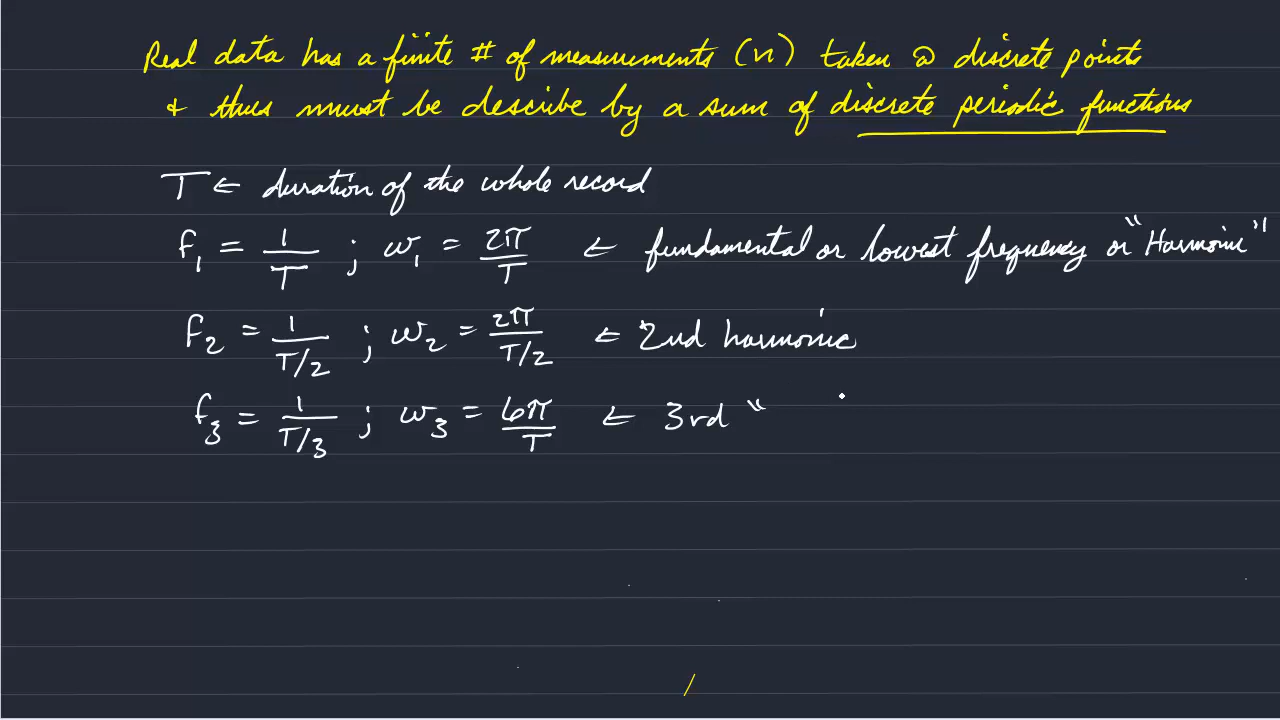 Real data has a finite # of measurements (n) taken @ discrete points
& thus must be describe by a sum of discrete periodic functions
T ← duration of the whole record
f₁ = 1/T ; ω₁ = 2π/T ← fundamental or lowest frequency or "Harmonic"
f₂ = 1/(T/2) ; ω₂ = 2π/(T/2) ← 2nd harmonic
f₃ = 1/(T/3) ; ω₃ = 6π/T ← 3rd "